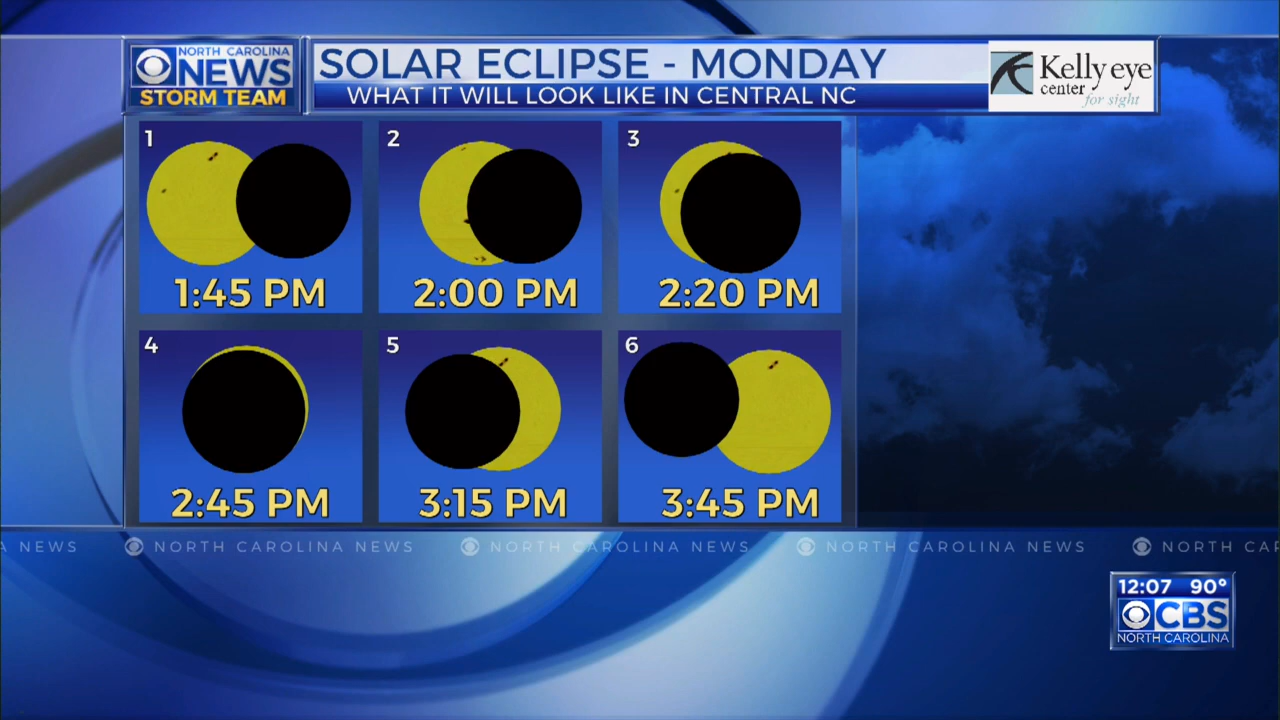 NORTH CAROLINA
NEWS
STORM TEAM
SOLAR ECLIPSE - MONDAY
WHAT IT WILL LOOK LIKE IN CENTRAL NC
Kelly eye
center
for sight
1
2
3
1:45 PM
2:00 PM
2:20 PM
4
5
6
2:45 PM
3:15 PM
3:45 PM
A NEWS NORTH CAROLINA NEWS NORTH CAROLINA NEWS NORTH CAROLINA NEWS NORTH CAR
12:07 90°
CBS
NORTH CAROLINA